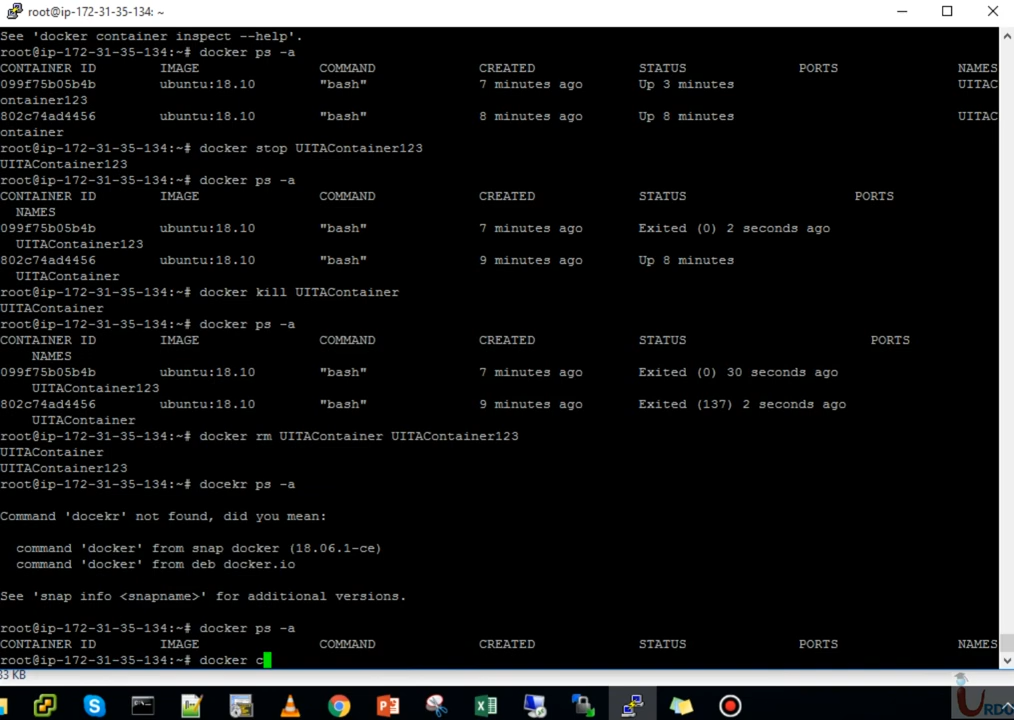 root@ip-172-31-35-134: ~
See 'docker container inspect --help'.
root@ip-172-31-35-134:~# docker ps -a
CONTAINER ID        IMAGE               COMMAND             CREATED             STATUS              PORTS               NAMES
099f75b05b4b        ubuntu:18.10        "bash"              7 minutes ago       Up 3 minutes                            UITAC
ontainer123
802c74ad4456        ubuntu:18.10        "bash"              8 minutes ago       Up 8 minutes                            UITAC
ontainer
root@ip-172-31-35-134:~# docker stop UITAContainer123
UITAContainer123
root@ip-172-31-35-134:~# docker ps -a
CONTAINER ID        IMAGE               COMMAND             CREATED             STATUS                     PORTS
  NAMES
099f75b05b4b        ubuntu:18.10        "bash"              7 minutes ago       Exited (0) 2 seconds ago
  UITAContainer123
802c74ad4456        ubuntu:18.10        "bash"              9 minutes ago       Up 8 minutes
  UITAContainer
root@ip-172-31-35-134:~# docker kill UITAContainer
UITAContainer
root@ip-172-31-35-134:~# docker ps -a
CONTAINER ID        IMAGE               COMMAND             CREATED             STATUS                       PORTS
    NAMES
099f75b05b4b        ubuntu:18.10        "bash"              7 minutes ago       Exited (0) 30 seconds ago
    UITAContainer123
802c74ad4456        ubuntu:18.10        "bash"              9 minutes ago       Exited (137) 2 seconds ago
    UITAContainer
root@ip-172-31-35-134:~# docker rm UITAContainer UITAContainer123
UITAContainer
UITAContainer123
root@ip-172-31-35-134:~# docekr ps -a
Command 'docekr' not found, did you mean:
  command 'docker' from snap docker (18.06.1-ce)
  command 'docker' from deb docker.io
See 'snap info <snapname>' for additional versions.
root@ip-172-31-35-134:~# docker ps -a
CONTAINER ID        IMAGE               COMMAND             CREATED             STATUS              PORTS               NAMES
root@ip-172-31-35-134:~# docker c
33 KB
URDU